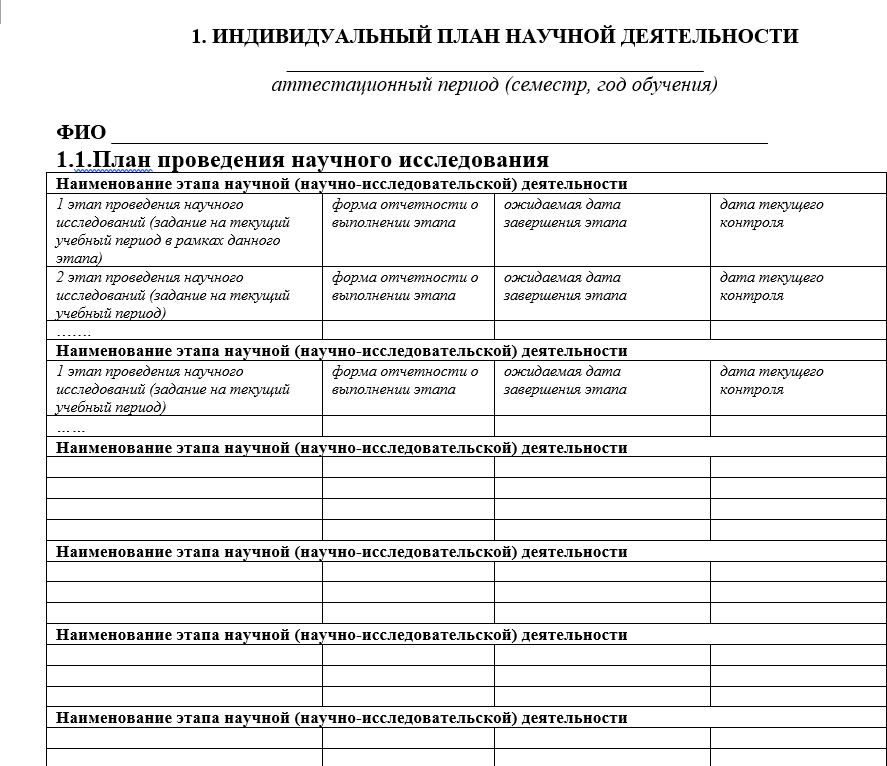 1. ИНДИВИДУАЛЬНЫЙ ПЛАН НАУЧНОЙ ДЕЯТЕЛЬНОСТИ
аттестационный период (семестр, год обучения)
ФИО
1.1.План проведения научного исследования
Наименование этапа научной (научно-исследовательской) деятельности
1 этап проведения научного
исследований (задание на текущий
учебный период в рамках данного
этапа)
форма отчетности о
выполнении этапа
ожидаемая дата
завершения этапа
дата текущего
контроля
2 этап проведения научного
исследований (задание на текущий
учебный период)
форма отчетности о
выполнении этапа
ожидаемая дата
завершения этапа
дата текущего
контроля
…….
Наименование этапа научной (научно-исследовательской) деятельности
1 этап проведения научного
исследований (задание на текущий
учебный период)
форма отчетности о
выполнении этапа
ожидаемая дата
завершения этапа
дата текущего
контроля
……
Наименование этапа научной (научно-исследовательской) деятельности
Наименование этапа научной (научно-исследовательской) деятельности
Наименование этапа научной (научно-исследовательской) деятельности
Наименование этапа научной (научно-исследовательской) деятельности